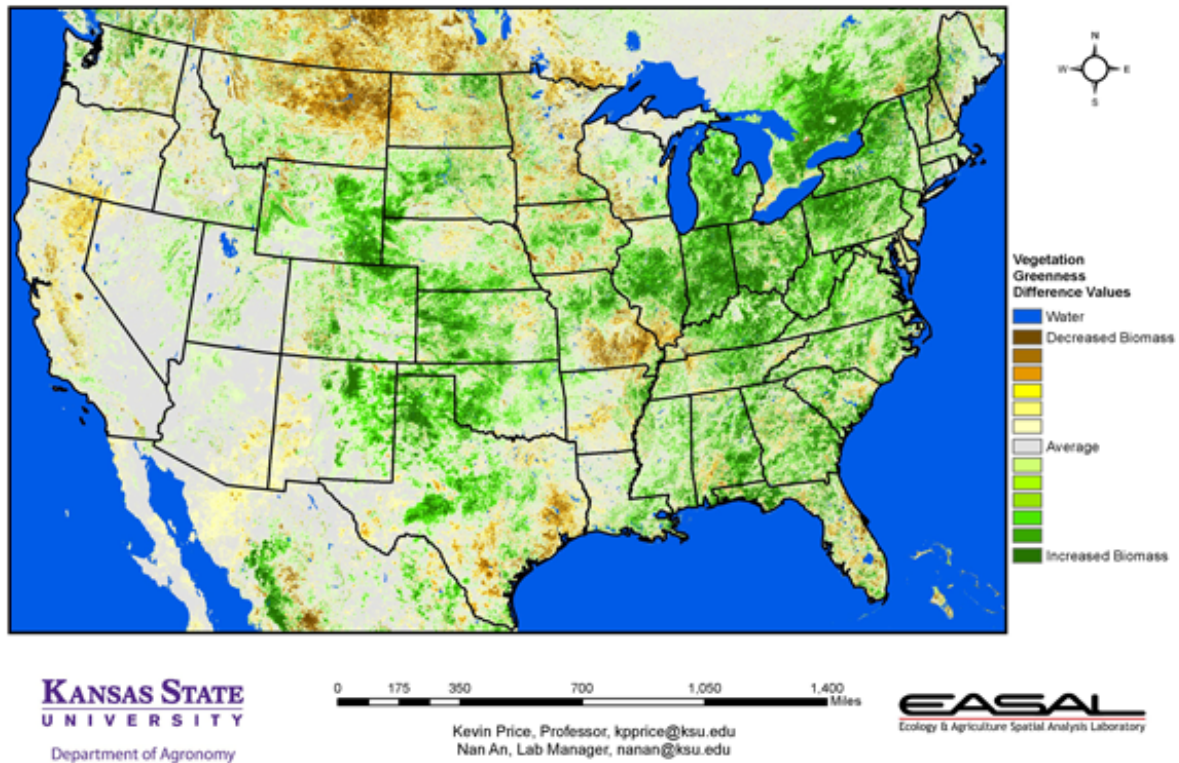 N
W E
S
Vegetation
Greenness
Difference Values
Water
Decreased Biomass
Average
Increased Biomass
KANSAS STATE
UNIVERSITY
Department of Agronomy
0 175 350 700 1,050 1,400
Miles
Kevin Price, Professor, kpprice@ksu.edu
Nan An, Lab Manager, nanan@ksu.edu
EASAL
Ecology & Agriculture Spatial Analysis Laboratory